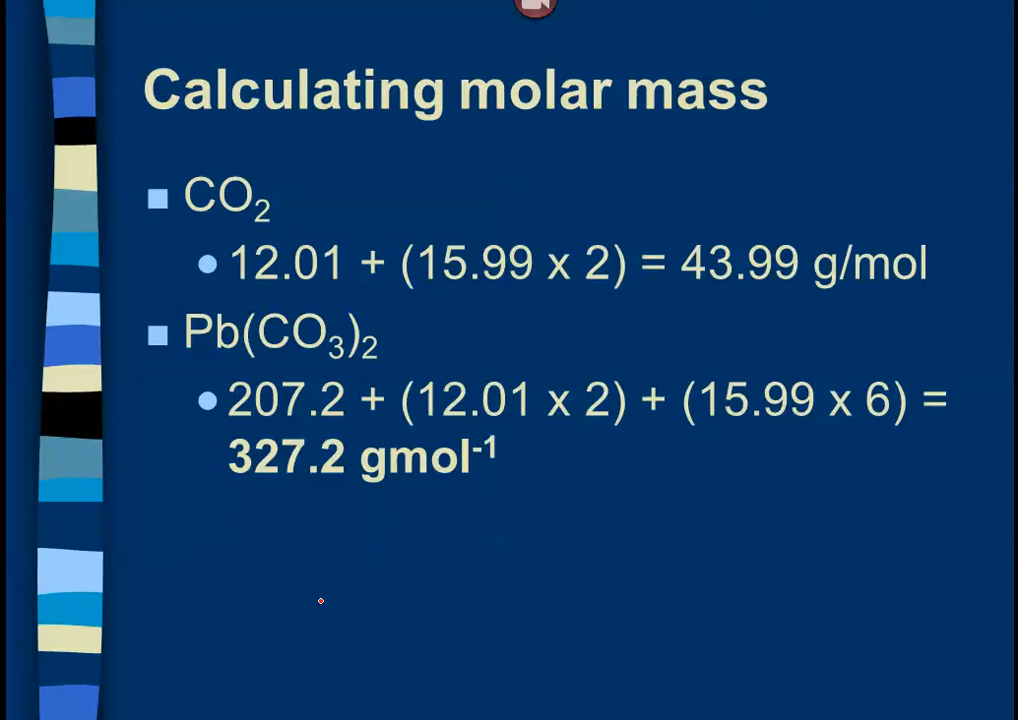 Calculating molar mass
CO₂
12.01 + (15.99 x 2) = 43.99 g/mol
Pb(CO₃)₂
207.2 + (12.01 x 2) + (15.99 x 6) =
327.2 gmol⁻¹